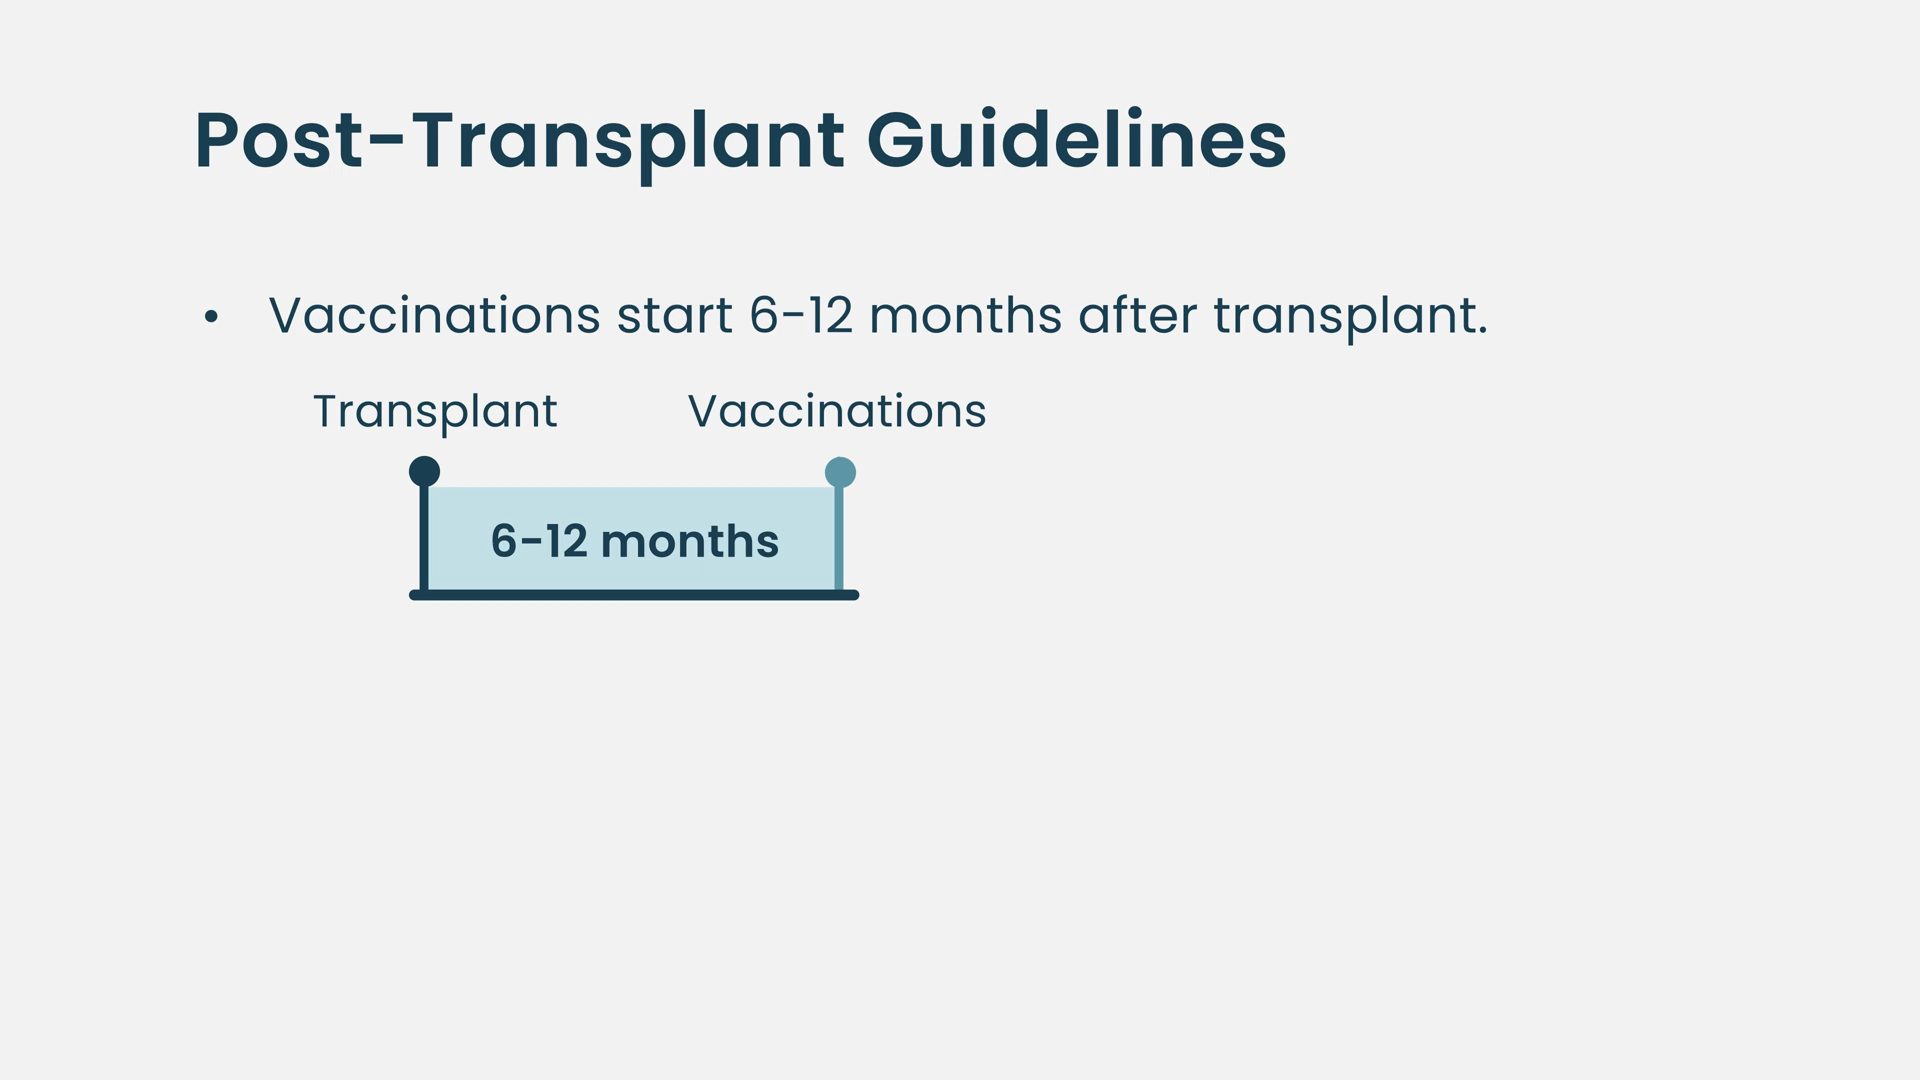 Post-Transplant Guidelines
• Vaccinations start 6-12 months after transplant.
Transplant Vaccinations
6-12 months